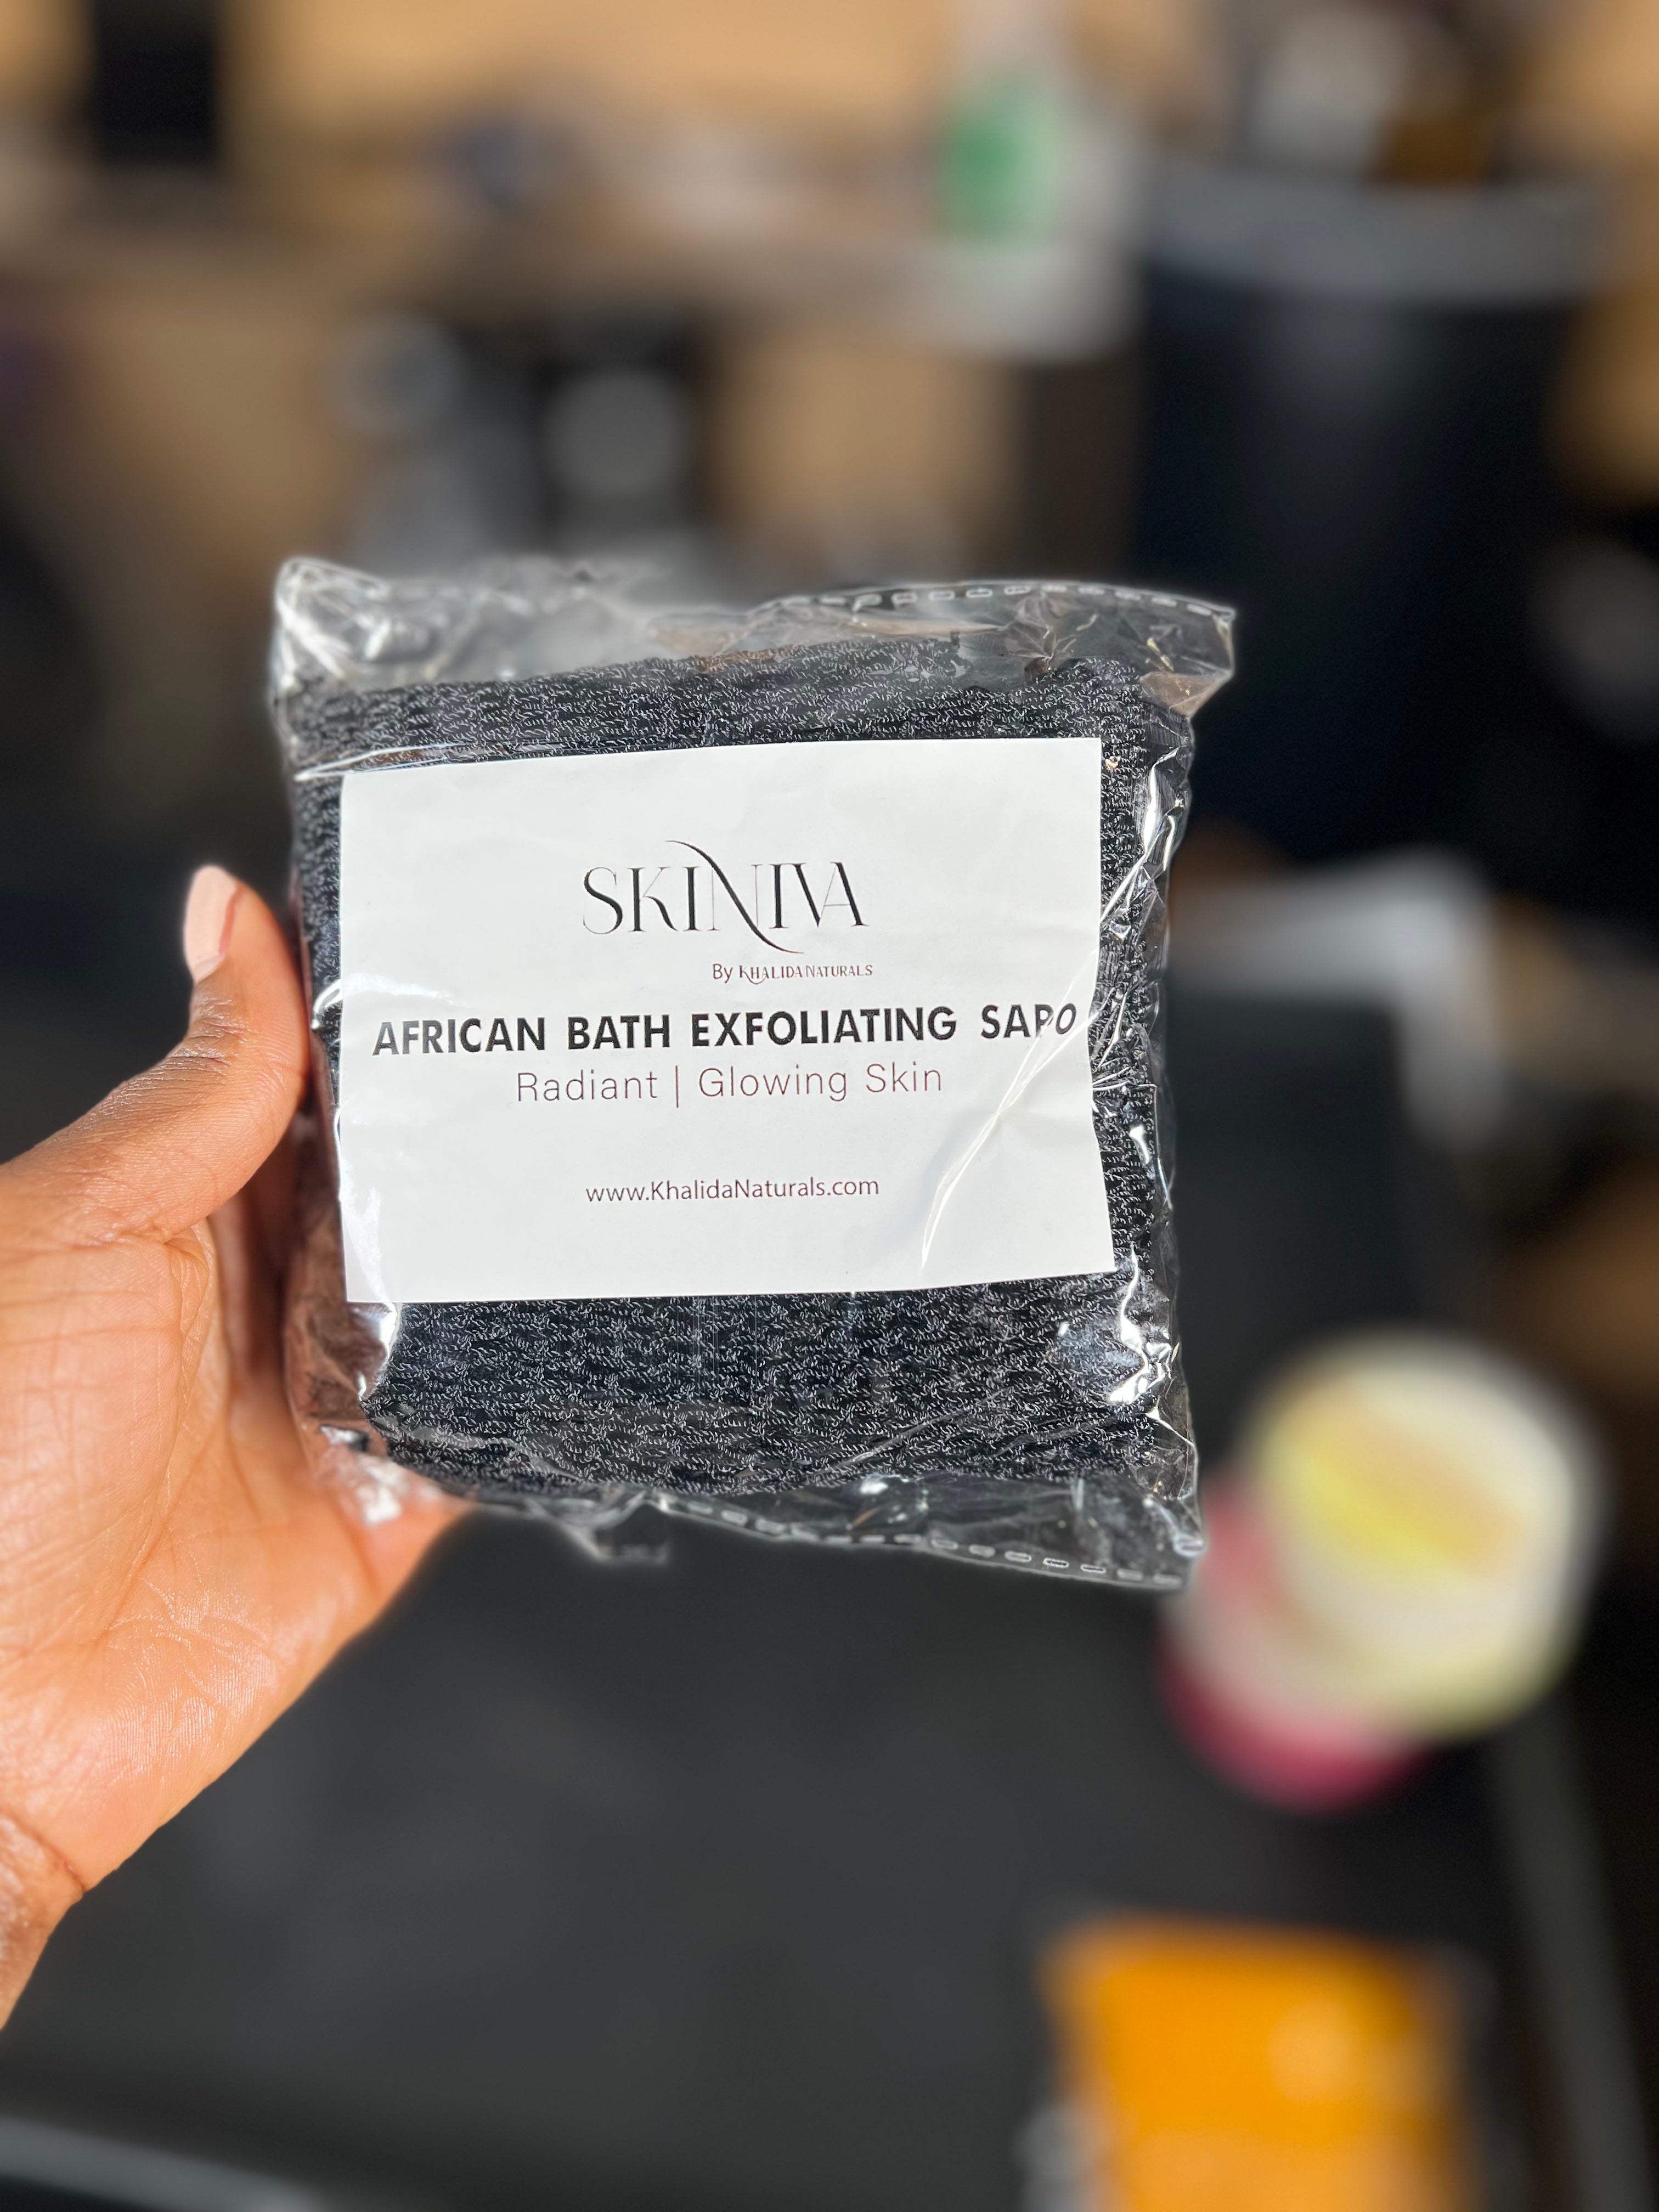 SKINIVA
By KHALIDA NATURALS
AFRICAN BATH EXFOLIATING SAPO
Radiant | Glowing Skin
www.KhalidaNaturals.com